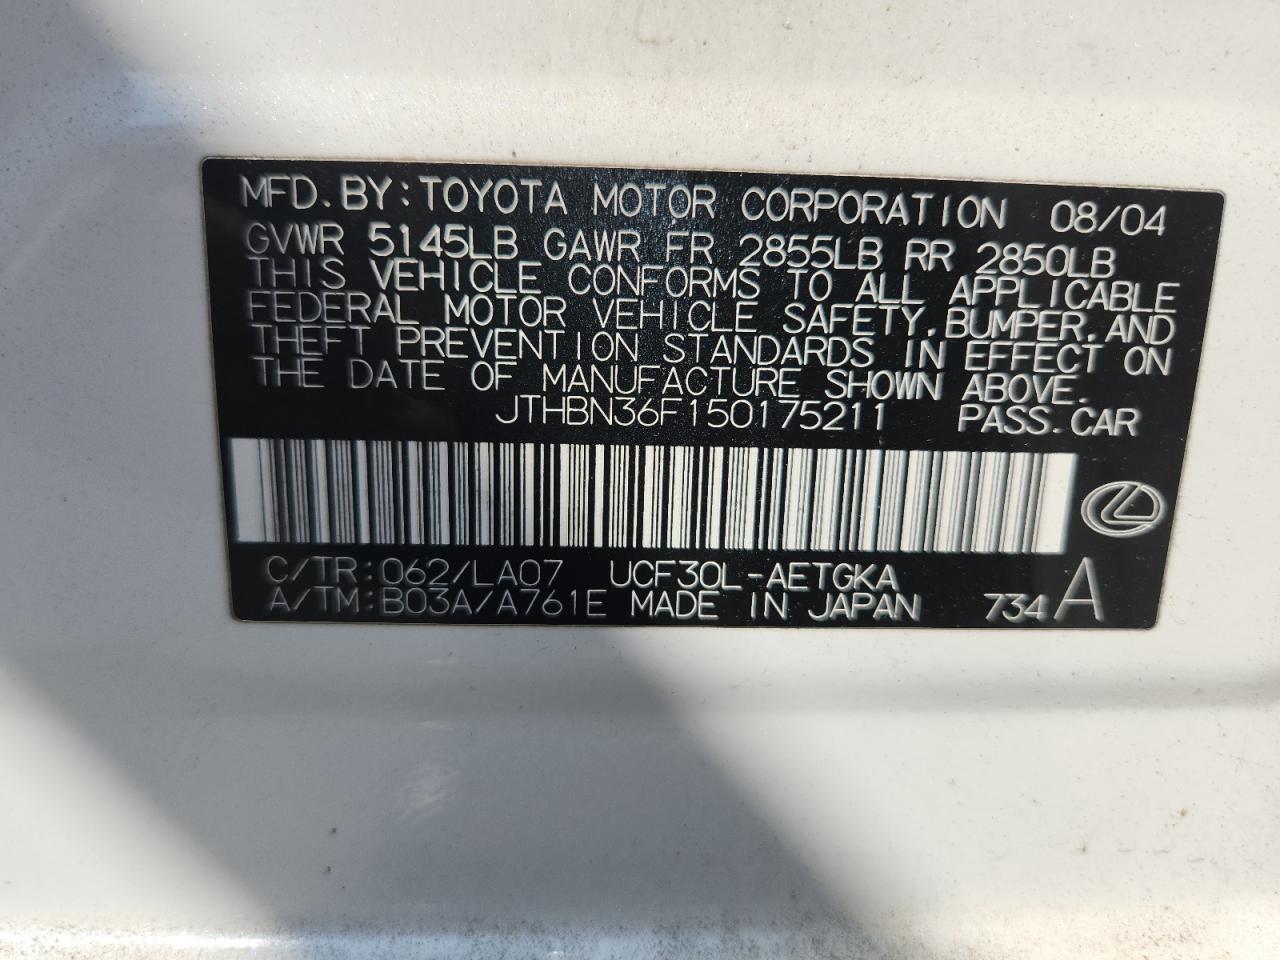 MFD. BY: TOYOTA MOTOR CORPORATION 08/04
GVWR 5145LB GAWR FR 2855LB RR 2850LB
THIS VEHICLE CONFORMS TO ALL APPLICABLE
FEDERAL MOTOR VEHICLE SAFETY, BUMPER, AND
THEFT PREVENTION STANDARDS IN EFFECT ON
THE DATE OF MANUFACTURE SHOWN ABOVE.
JTHBN36F150175211 PASS. CAR
C/TR: 062/LA07 UCF30L-AETGKA
A/TM: B03A/A761E MADE IN JAPAN 734 A